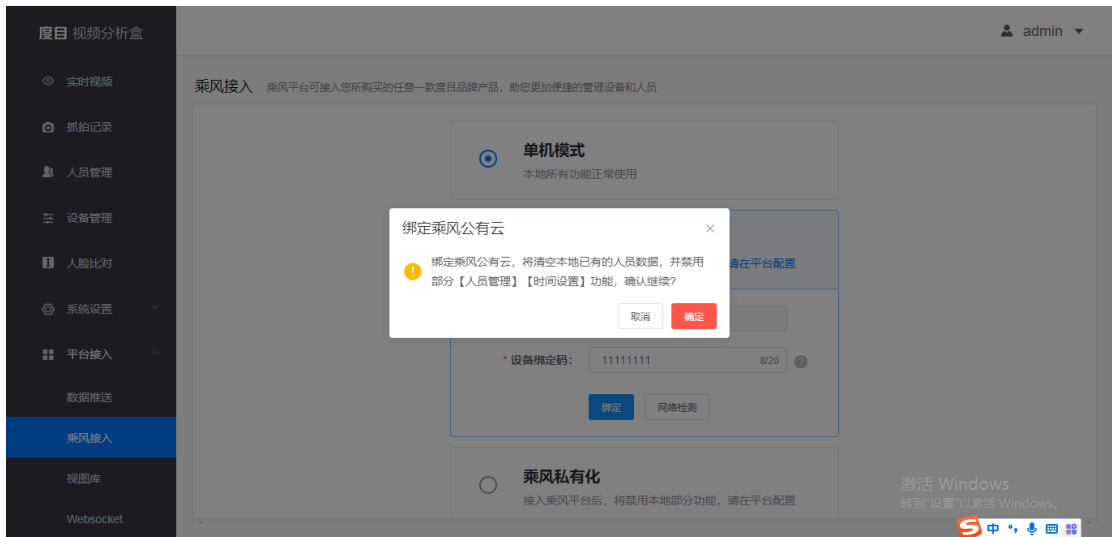 度目 视频分析盒
admin
实时视频
抓拍记录
人员管理
设备管理
人脸比对
系统设置
平台接入
数据推送
乘风接入
视图库
Websocket
乘风接入 乘风平台可接入您所购买的任意一款度目品牌产品，助您更加便捷的管理设备和人员
单机模式
本地所有功能正常使用
绑定乘风公有云
绑定乘风公有云，将清空本地已有的人员数据，并禁用
部分【人员管理】【时间设置】功能，确认继续？
取消 确定
请在平台配置
* 设备绑定码： 11111111 8/20
绑定 网络检测
乘风私有化
接入乘风平台后，将禁用本地部分功能，请在平台配置
激活 Windows
转到"设置"以激活 Windows。
中